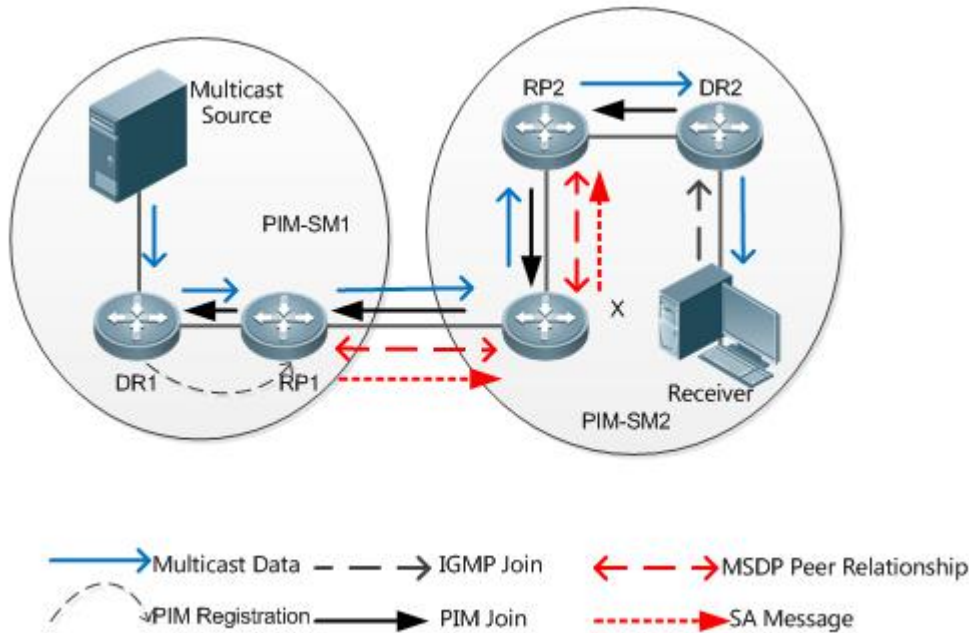 Multicast
Source
RP2
DR2
PIM-SM1
X
DR1
RP1
Receiver
PIM-SM2
Multicast Data
IGMP Join
MSDP Peer Relationship
PIM Registration
PIM Join
SA Message